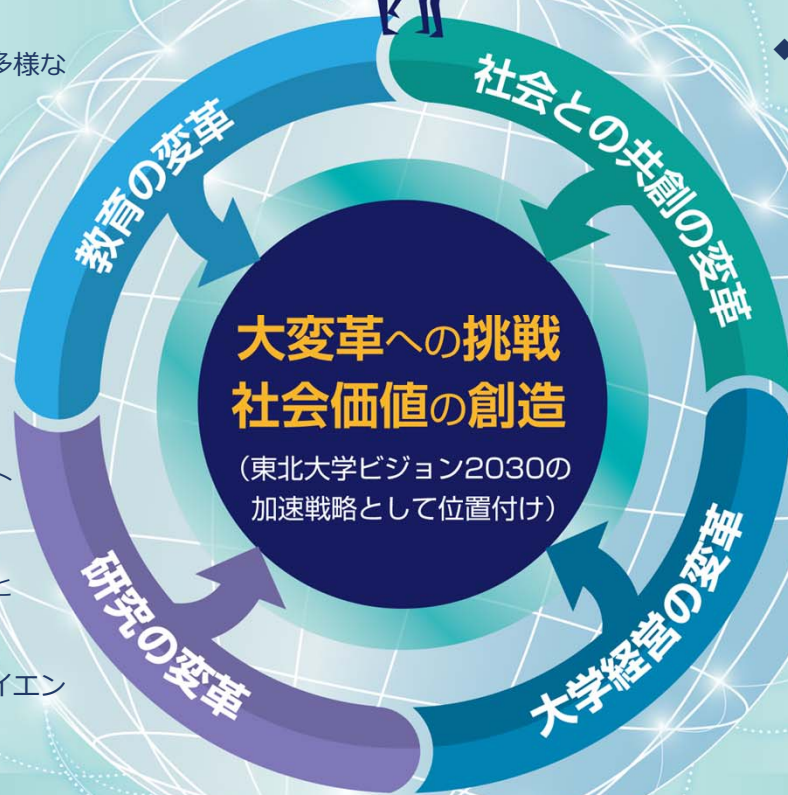 多様な
◆
教育の変革
社会との共創の変革
大変革への挑戦
社会価値の創造
（東北大学ビジョン2030の
加速戦略として位置付け）
ト
と
イエン
研究の変革
大学経営の変革